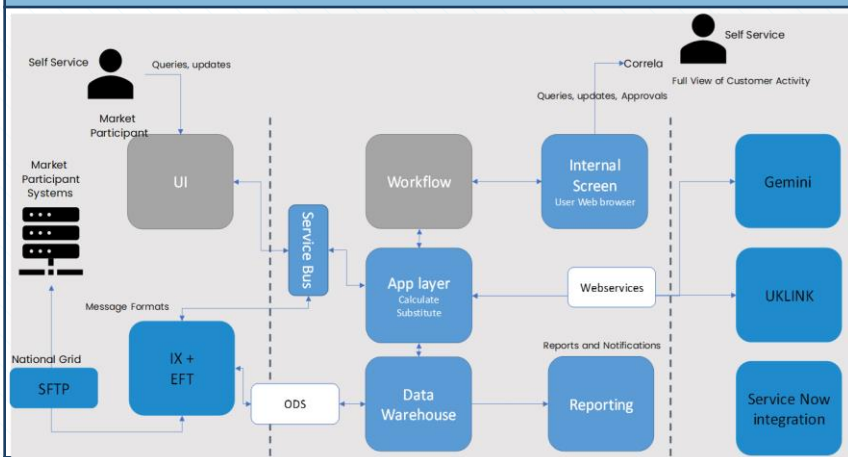 Self Service
Queries, updates
Market
Participant
Market
Participant
Systems
UI
Service Bus
Workflow
Correla
Queries, updates, Approvals
Self Service
Full View of Customer Activity
Internal
Screen
User Web browser
Gemini
App layer
Calculate
Substitute
Webservices
UKLINK
Message Formats
National Grid
SFTP
IX +
EFT
ODS
Data
Warehouse
Reports and Notifications
Reporting
Service Now
integration